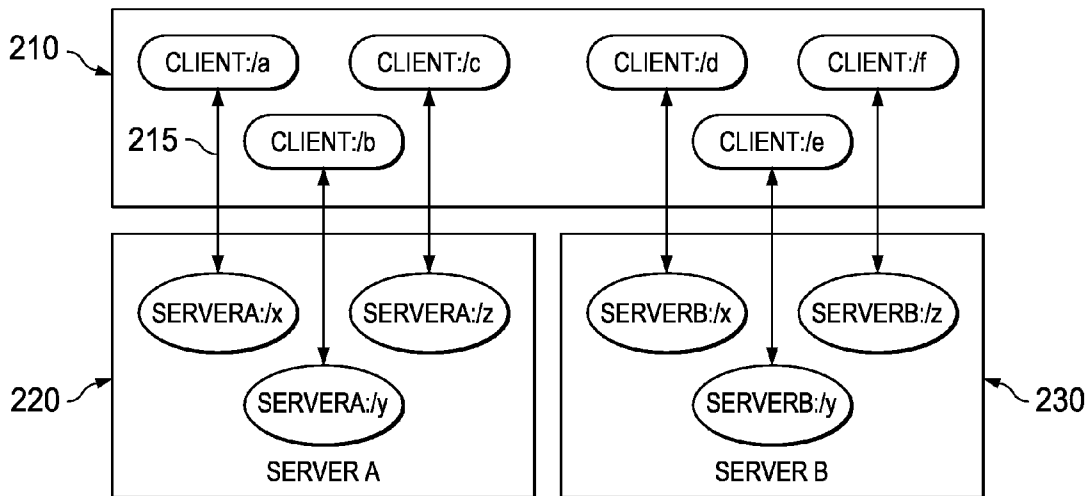 210
CLIENT:/a
CLIENT:/c
CLIENT:/d
CLIENT:/f
215
CLIENT:/b
CLIENT:/e
SERVERA:/x
SERVERA:/z
SERVERB:/x
SERVERB:/z
220
SERVERA:/y
SERVERB:/y
230
SERVER A
SERVER B